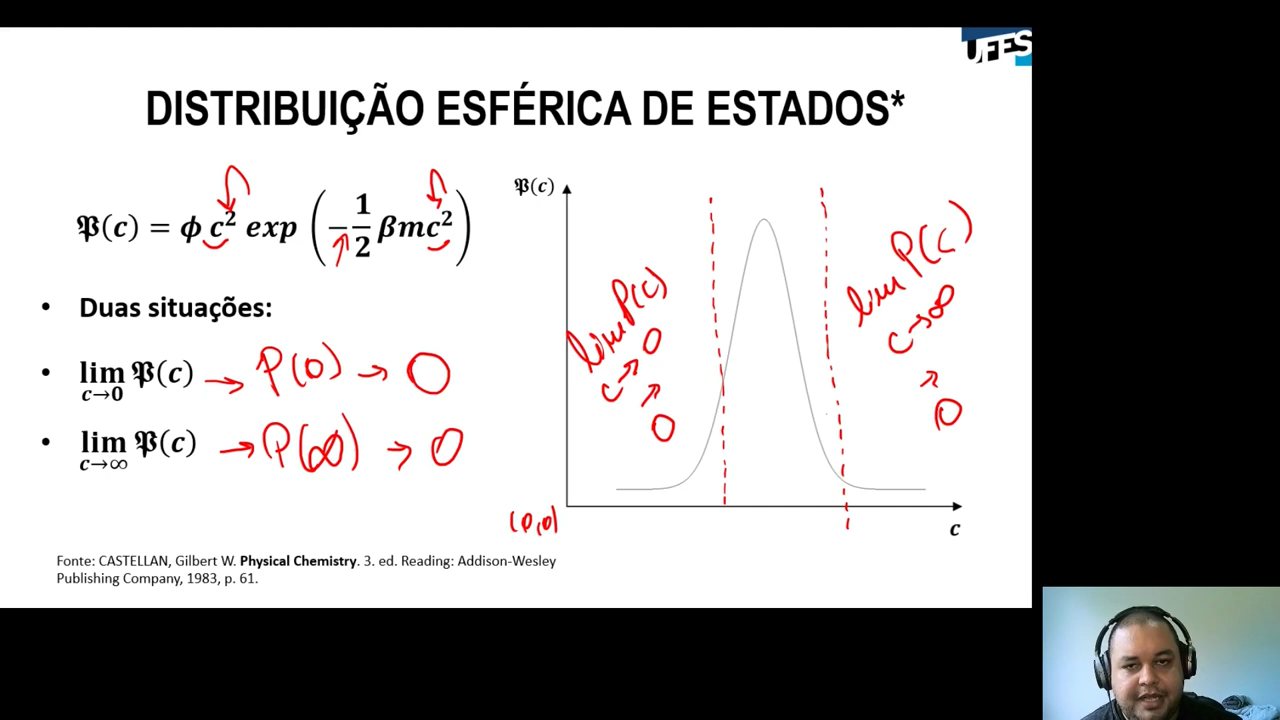 UFES
DISTRIBUIÇÃO ESFÉRICA DE ESTADOS*
𝔓(c) = ϕ c² exp (−1/2 βmc²)
• Duas situações:
• lim c→0 𝔓(c) → P(0) → 0
• lim c→∞ 𝔓(c) → P(∞) → 0
𝔓(c)
lim P(c)
c→0
↗
0
lim P(c)
c→∞
↗
0
(0,0)
c
Fonte: CASTELLAN, Gilbert W. Physical Chemistry. 3. ed. Reading: Addison-Wesley
Publishing Company, 1983, p. 61.